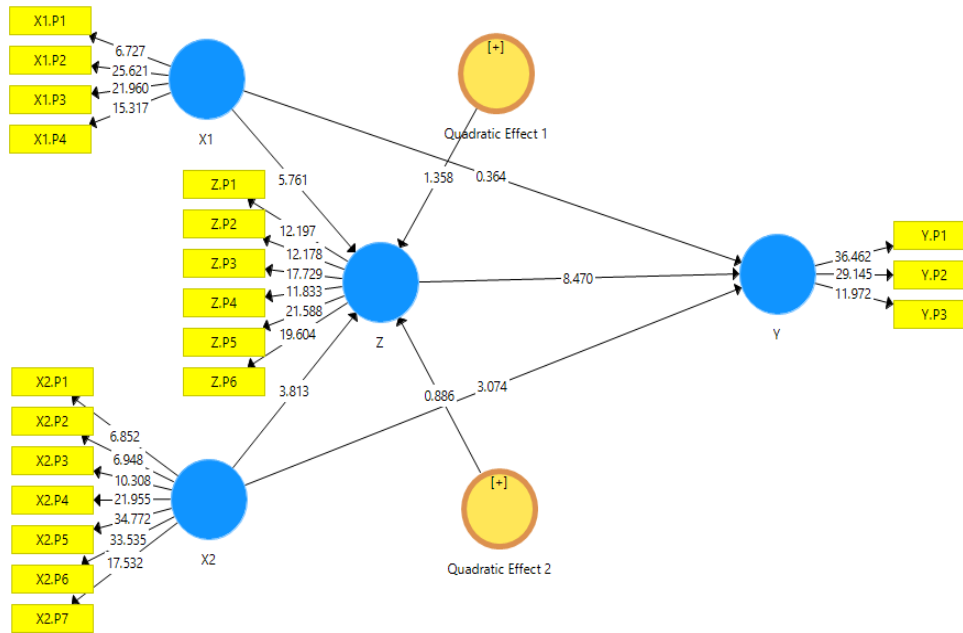 X1.P1
X1.P2
X1.P3
X1.P4
6.727
25.621
21.960
15.317
X1
[+]
Quadratic Effect 1
1.358
0.364
5.761
Z.P1
Z.P2
Z.P3
Z.P4
Z.P5
Z.P6
12.197
12.178
17.729
11.833
21.588
19.604
Z
8.470
Y.P1
Y.P2
Y.P3
36.462
29.145
11.972
Y
3.813
0.886
3.074
X2.P1
X2.P2
X2.P3
X2.P4
X2.P5
X2.P6
X2.P7
6.852
6.948
10.308
21.955
34.772
33.535
17.532
X2
[+]
Quadratic Effect 2